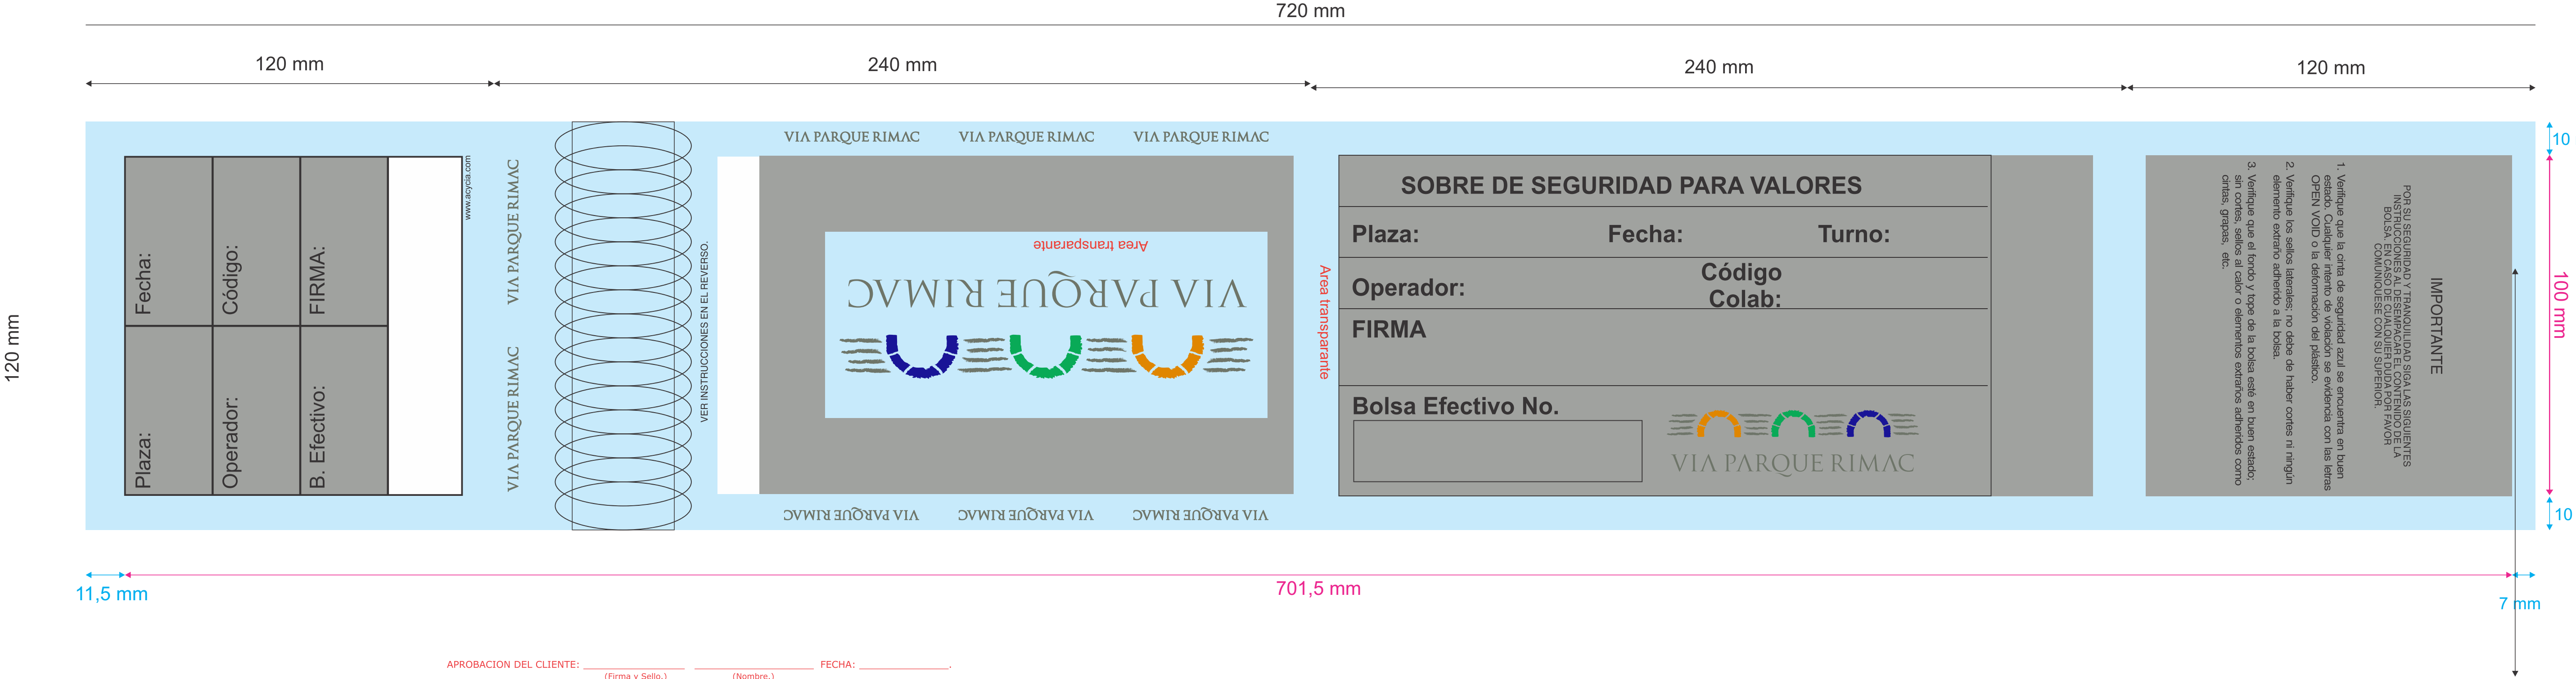 720 mm
120 mm
240 mm
240 mm
120 mm
10
100 mm
10
120 mm
Fecha:
Código:
FIRMA:
Plaza:
Operador:
B. Efectivo:
www.acycia.com
VIA PARQUE RIMAC
VIA PARQUE RIMAC
VER INSTRUCCIONES EN EL REVERSO.
VIA PARQUE RIMAC VIA PARQUE RIMAC VIA PARQUE RIMAC
Area transparante
VIA PARQUE RIMAC
VIA PARQUE RIMAC VIA PARQUE RIMAC VIA PARQUE RIMAC
Area transparante
SOBRE DE SEGURIDAD PARA VALORES
Plaza: Fecha: Turno:
Operador: Código
Colab:
FIRMA
Bolsa Efectivo No.
VIA PARQUE RIMAC
IMPORTANTE
POR SU SEGURIDAD Y TRANQUILIDAD SIGA LAS SIGUIENTES
INSTRUCCIONES AL DESEMPACAR EL CONTENIDO DE LA
BOLSA. EN CASO DE CUALQUIER DUDA POR FAVOR
COMUNIQUESE CON SU SUPERIOR.
1. Verifique que la cinta de seguridad azul se encuentra en buen
estado. Cualquier intento de violación se evidencia con las letras
OPEN VOID o la deformación del plástico.
2. Verifique los sellos laterales; no debe de haber cortes ni ningún
elemento extraño adherido a la bolsa.
3. Verifique que el fondo y tope de la bolsa esté en buen estado;
sin cortes, sellos al calor o elementos extraños adheridos como
cintas, grapas, etc.
11,5 mm
701,5 mm
7 mm
APROBACION DEL CLIENTE: FECHA: .
(Firma y Sello.) (Nombre.)